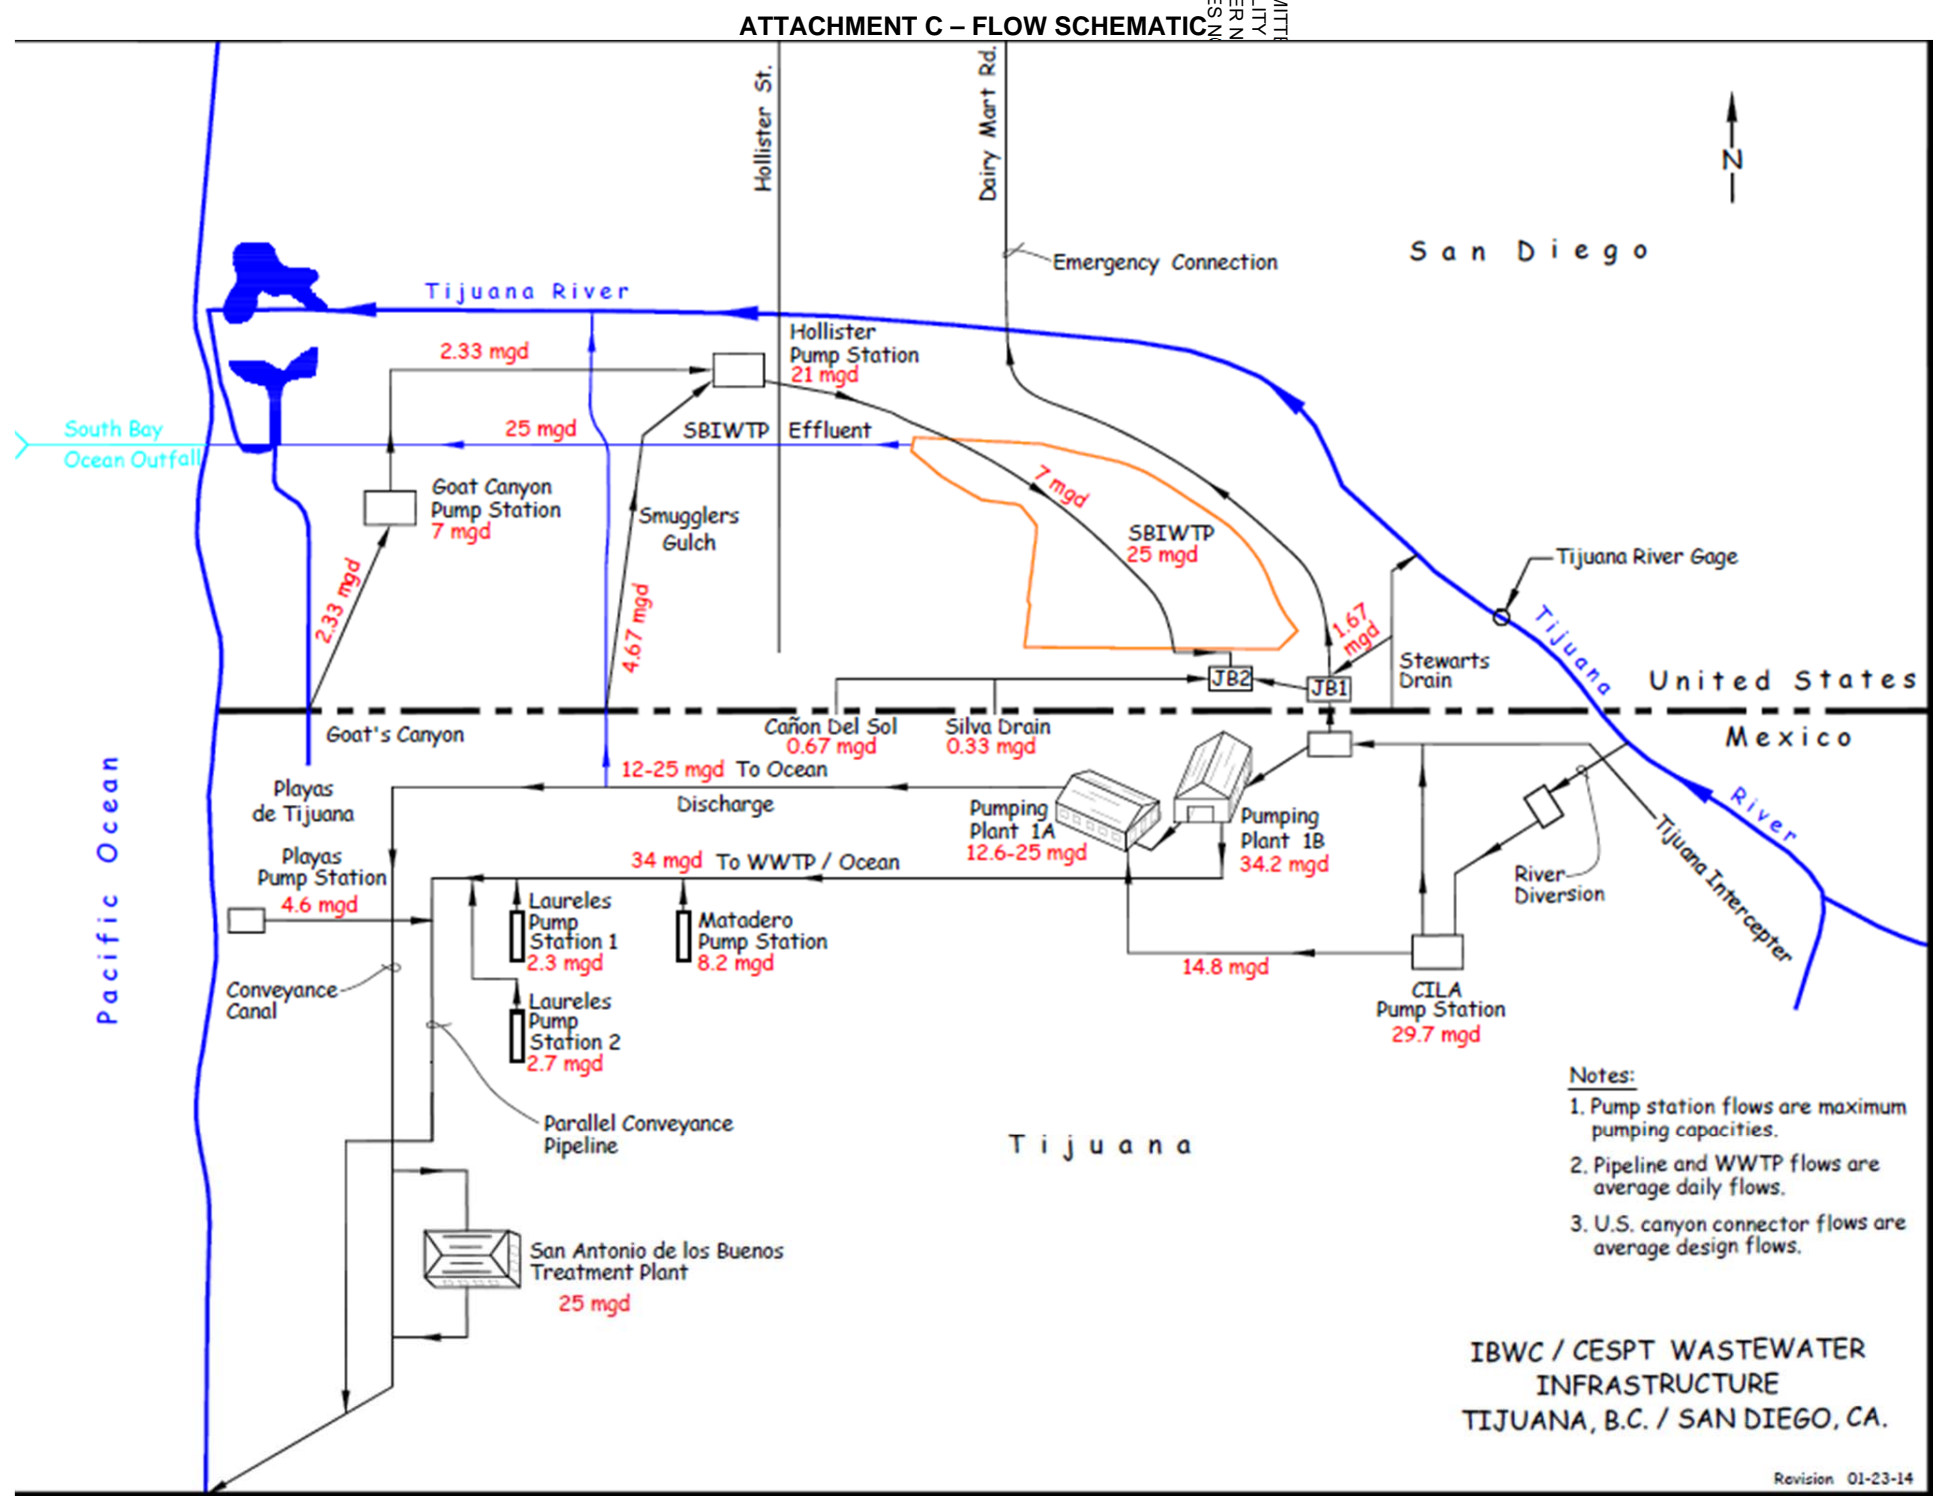 ATTACHMENT C – FLOW SCHEMATIC
Hollister St.
Dairy Mart Rd.
N
San Diego
Emergency Connection
Tijuana River
Hollister
Pump Station
21 mgd
2.33 mgd
South Bay
Ocean Outfall
25 mgd
SBIWTP Effluent
Goat Canyon
Pump Station
7 mgd
Smugglers
Gulch
7 mgd
SBIWTP
25 mgd
Tijuana River Gage
2.33 mgd
4.67 mgd
1.67
mgd
Stewarts
Drain
Tijuana
River
JB2
JB1
United States
Mexico
Goat's Canyon
Cañon Del Sol
0.67 mgd
Silva Drain
0.33 mgd
Pacific Ocean
Playas
de Tijuana
12-25 mgd To Ocean
Discharge
Pumping
Plant 1A
12.6-25 mgd
Pumping
Plant 1B
34.2 mgd
Tijuana Intercepter
River
Diversion
Playas
Pump Station
4.6 mgd
34 mgd To WWTP / Ocean
Laureles
Pump
Station 1
2.3 mgd
Matadero
Pump Station
8.2 mgd
14.8 mgd
CILA
Pump Station
29.7 mgd
Conveyance
Canal
Laureles
Pump
Station 2
2.7 mgd
Parallel Conveyance
Pipeline
Tijuana
San Antonio de los Buenos
Treatment Plant
25 mgd
Notes:
1. Pump station flows are maximum
pumping capacities.
2. Pipeline and WWTP flows are
average daily flows.
3. U.S. canyon connector flows are
average design flows.
IBWC / CESPT WASTEWATER
INFRASTRUCTURE
TIJUANA, B.C. / SAN DIEGO, CA.
Revision 01-23-14